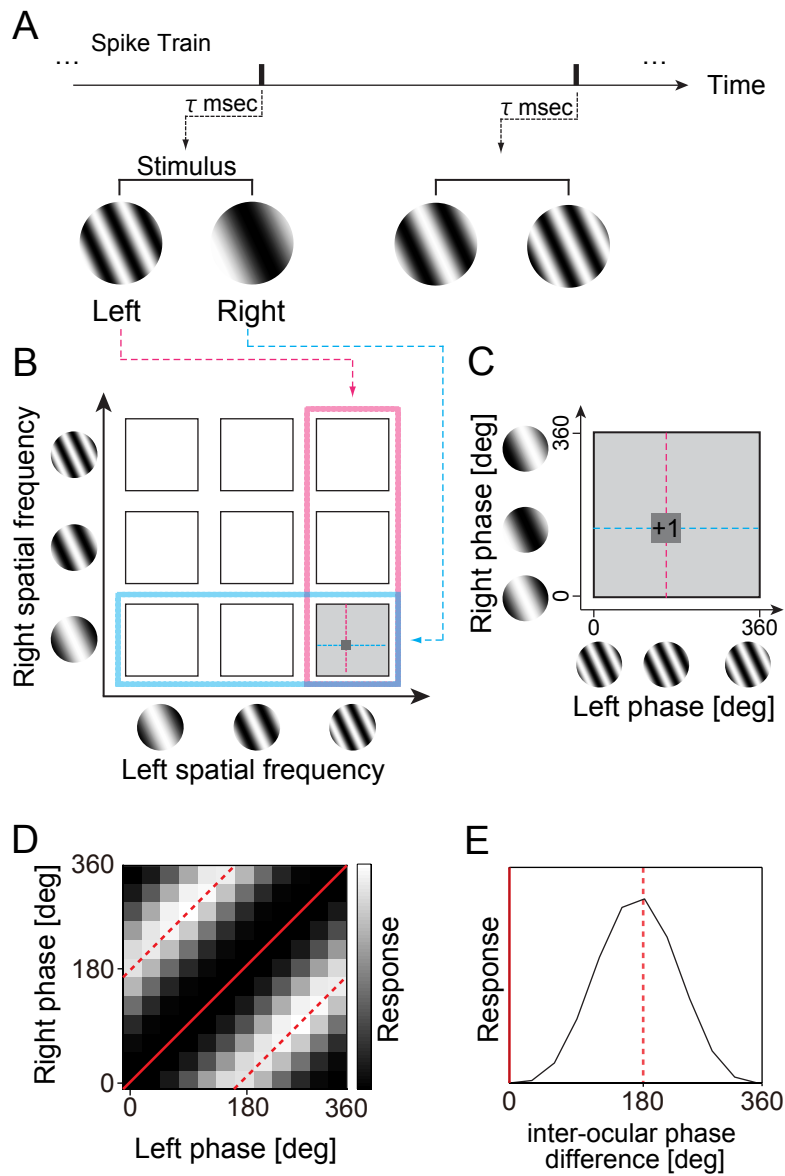 A
Spike Train
...
...
Time
τ msec
τ msec
Stimulus
Left
Right
B
Right spatial frequency
Left spatial frequency
C
Right phase [deg]
360
0
+1
0
360
Left phase [deg]
D
Right phase [deg]
360
180
0
0
180
360
Left phase [deg]
Response
E
Response
0
180
360
inter-ocular phase
difference [deg]